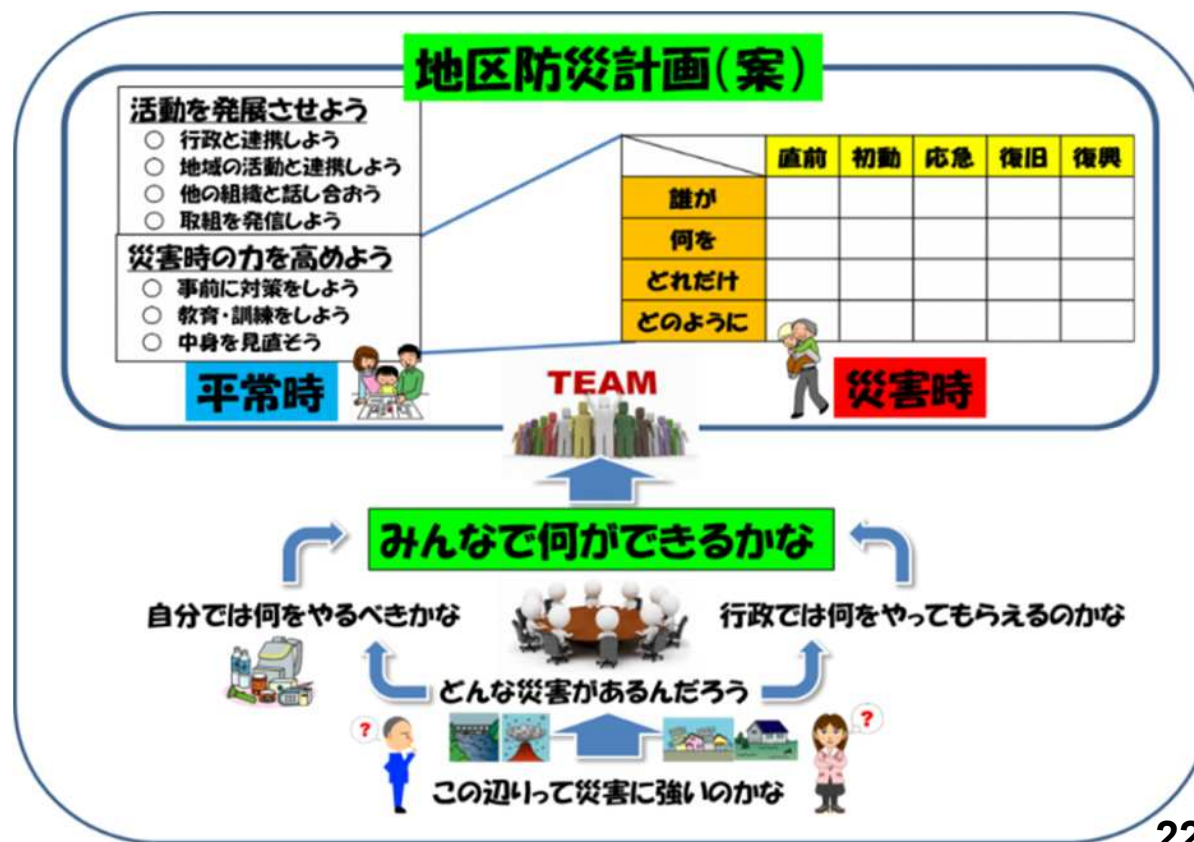 地区防災計画(案)
活動を発展させよう
○ 行政と連携しよう
○ 地域の活動と連携しよう
○ 他の組織と話し合おう
○ 取組を発信しよう
災害時の力を高めよう
○ 事前に対策をしよう
○ 教育・訓練をしよう
○ 中身を見直そう
平常時
直前 初動 応急 復旧 復興
誰が
何を
どれだけ
どのように
災害時
TEAM
みんなで何ができるかな
自分では何をやるべきかな
行政では何をやってもらえるのかな
どんな災害があるんだろう
?
?
この辺りって災害に強いのかな
22